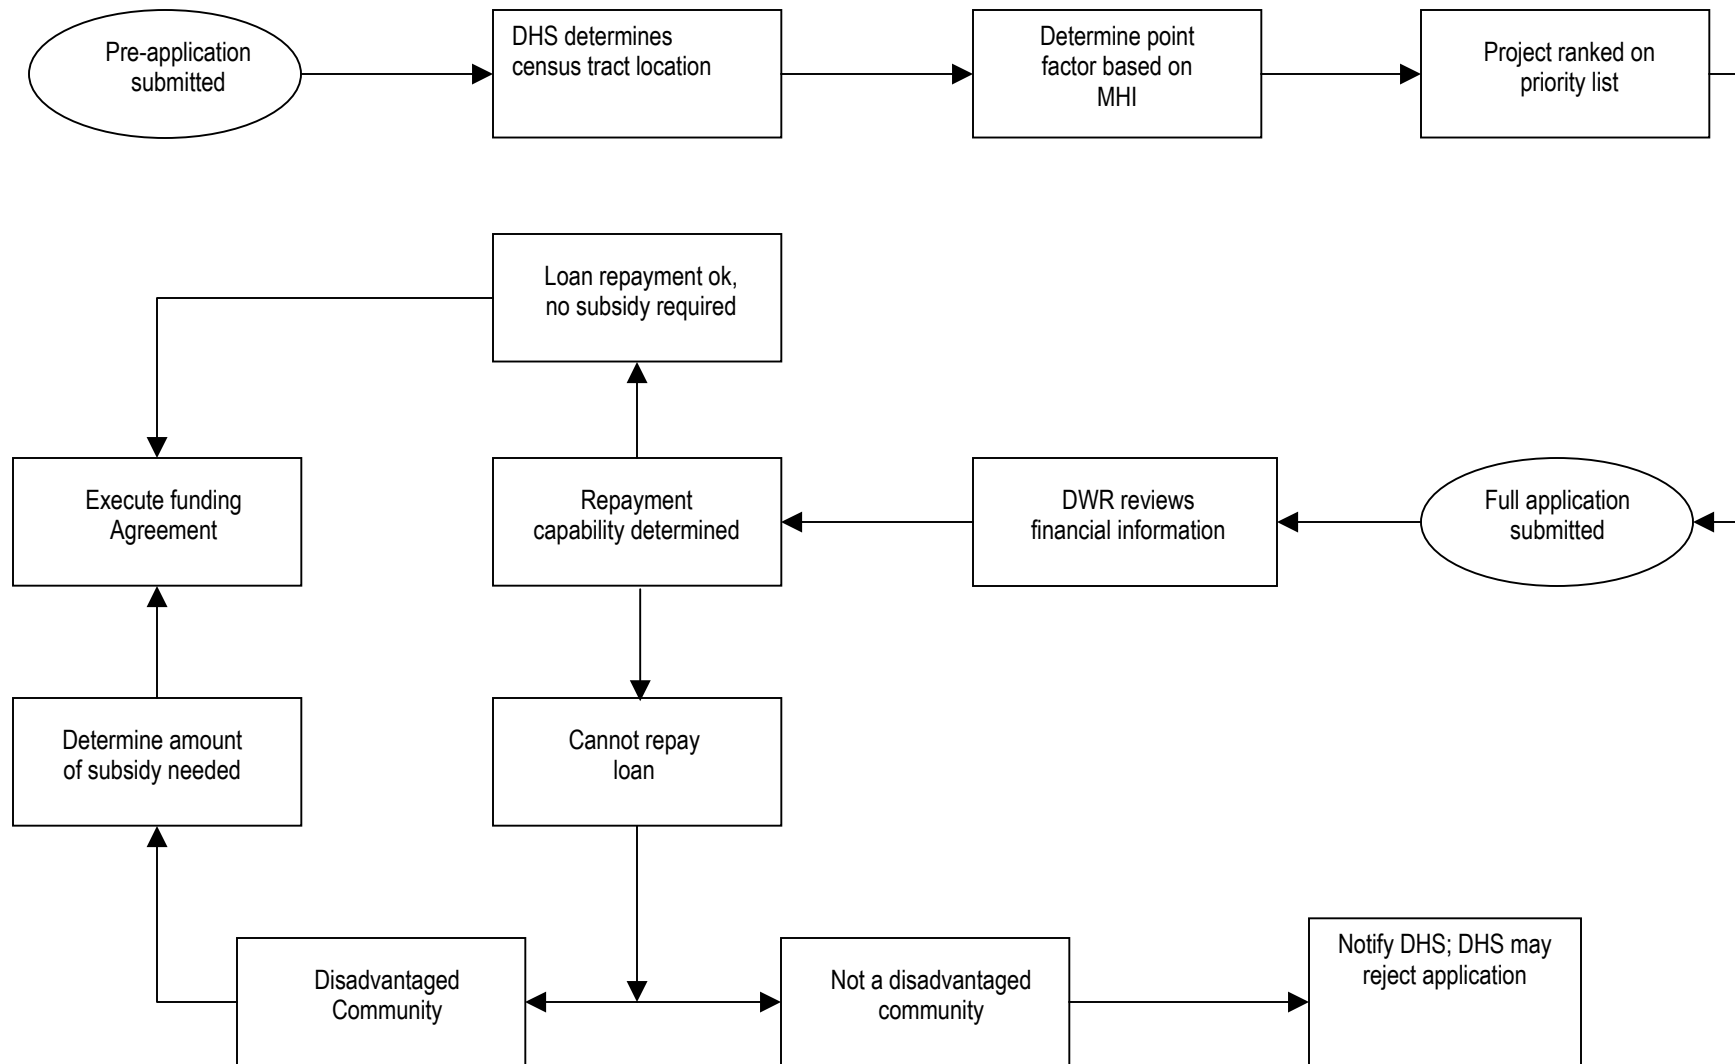 Pre-application
submitted
DHS determines
census tract location
Determine point
factor based on
MHI
Project ranked on
priority list
Loan repayment ok,
no subsidy required
Execute funding
Agreement
Repayment
capability determined
DWR reviews
financial information
Full application
submitted
Determine amount
of subsidy needed
Cannot repay
loan
Disadvantaged
Community
Not a disadvantaged
community
Notify DHS; DHS may
reject application